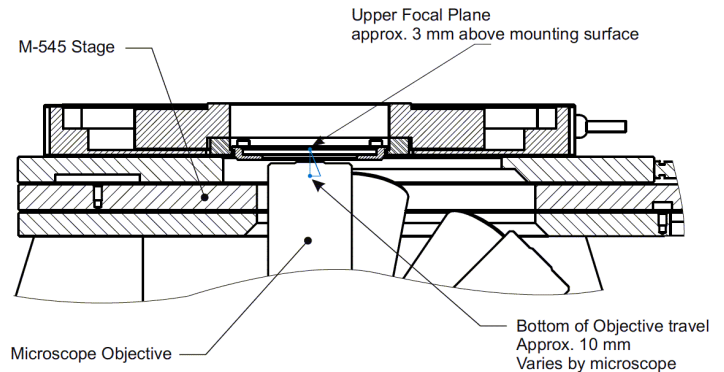 Upper Focal Plane
approx. 3 mm above mounting surface
M-545 Stage
Microscope Objective
Bottom of Objective travel
Approx. 10 mm
Varies by microscope